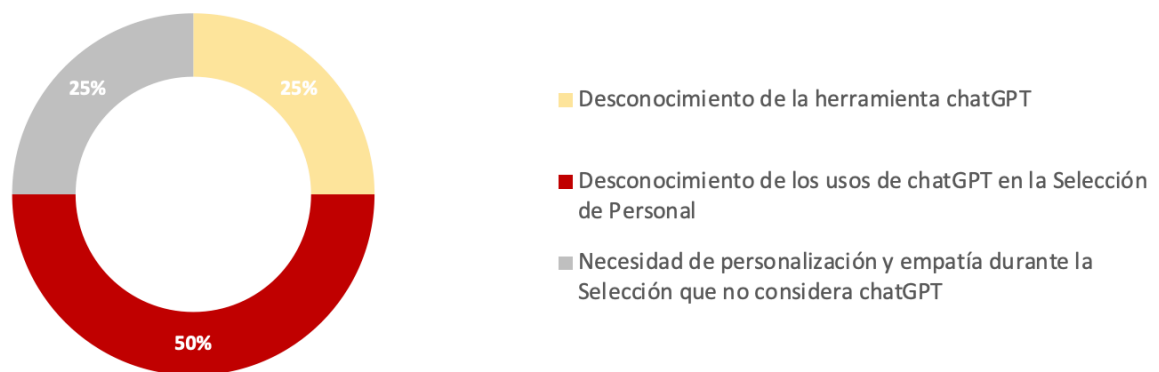 25%
25%
50%
Desconocimiento de la herramienta chatGPT
Desconocimiento de los usos de chatGPT en la Selección
de Personal
Necesidad de personalización y empatía durante la
Selección que no considera chatGPT